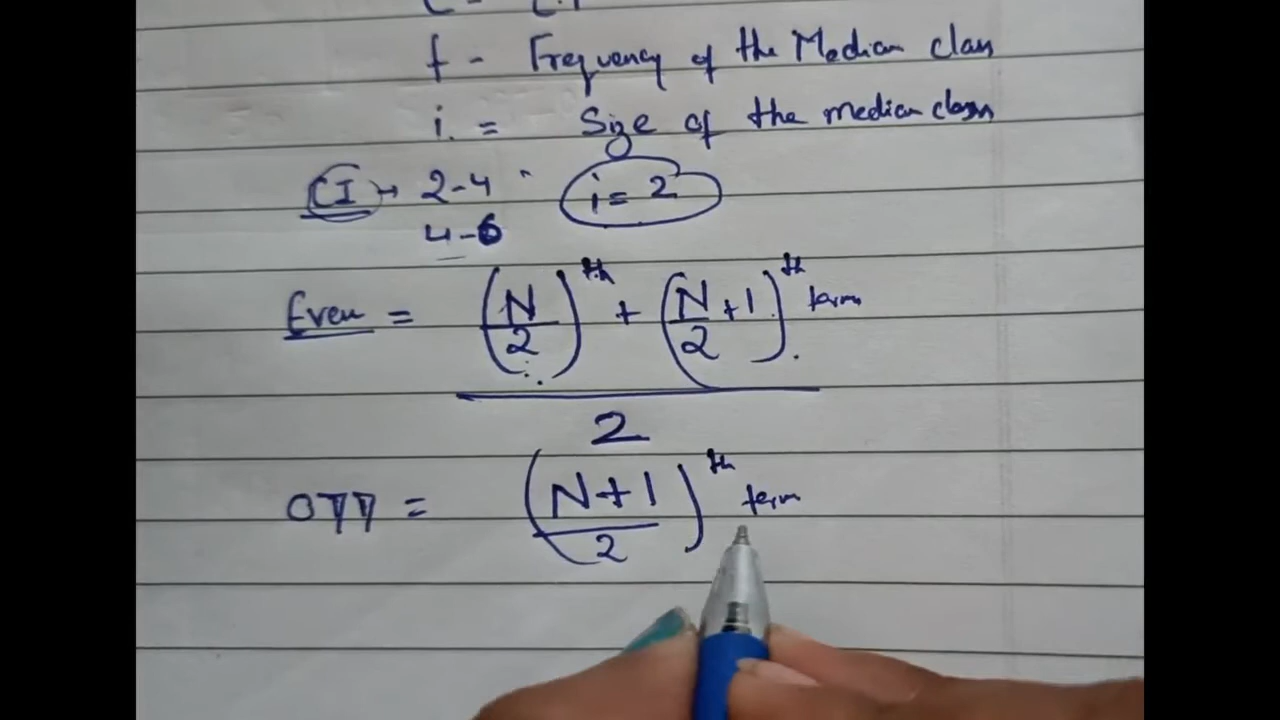 f - Frequency of the Median class
i. = Size of the median class
CI → 2-4 i = 2
4-6
Even = (N/2)th + (N/2 +1)th term
2
ODD = (N+1/2)th term